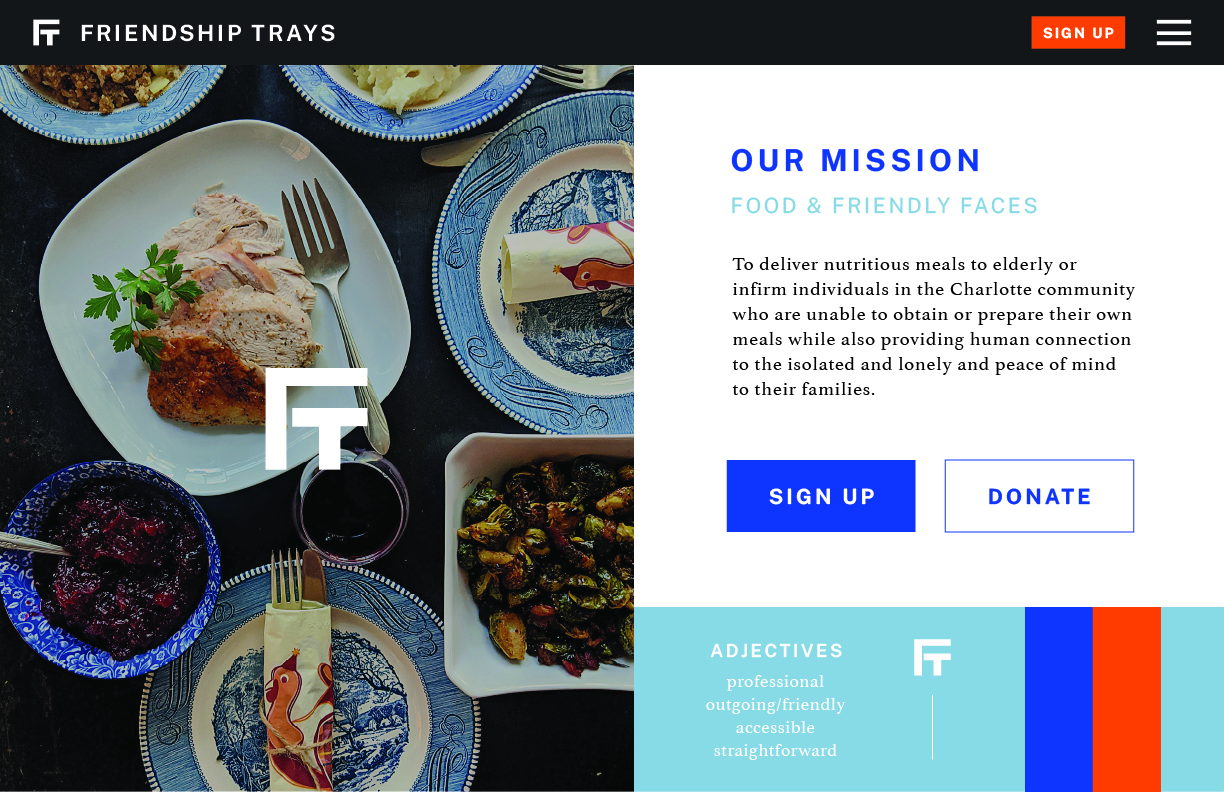 FRIENDSHIP TRAYS
SIGN UP
OUR MISSION
FOOD & FRIENDLY FACES
To deliver nutritious meals to elderly or
infirm individuals in the Charlotte community
who are unable to obtain or prepare their own
meals while also providing human connection
to the isolated and lonely and peace of mind
to their families.
SIGN UP
DONATE
ADJECTIVES
professional
outgoing/friendly
accessible
straightforward